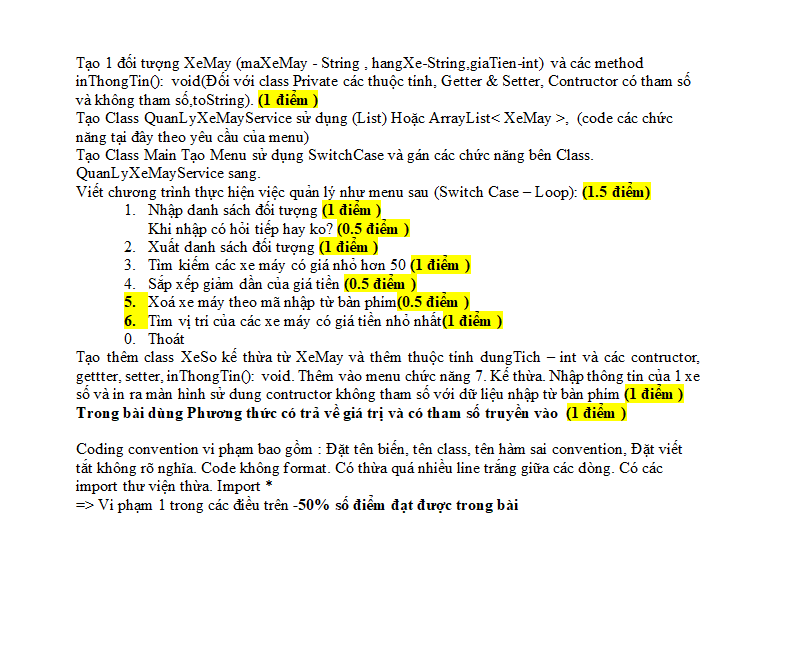 Tạo 1 đối tượng XeMay (maXeMay - String , hangXe-String,giaTien-int) và các method
inThongTin(): void(Đối với class Private các thuộc tính, Getter & Setter, Contructor có tham số
và không tham số,toString). (1 điểm )
Tạo Class QuanLyXeMayService sử dụng (List) Hoặc ArrayList< XeMay >, (code các chức
năng tại đây theo yêu cầu của menu)
Tạo Class Main Tạo Menu sử dụng SwitchCase và gán các chức năng bên Class.
QuanLyXeMayService sang.
Viết chương trình thực hiện việc quản lý như menu sau (Switch Case – Loop): (1.5 điểm)
1. Nhập danh sách đối tượng (1 điểm )
Khi nhập có hỏi tiếp hay ko? (0.5 điểm )
2. Xuất danh sách đối tượng (1 điểm )
3. Tìm kiếm các xe máy có giá nhỏ hơn 50 (1 điểm )
4. Sắp xếp giảm dần của giá tiền (0.5 điểm )
5. Xoá xe máy theo mã nhập từ bàn phím(0.5 điểm )
6. Tìm vị trí của các xe máy có giá tiền nhỏ nhất(1 điểm )
0. Thoát
Tạo thêm class XeSo kế thừa từ XeMay và thêm thuộc tính dungTich – int và các contructor,
gettter, setter, inThongTin(): void. Thêm vào menu chức năng 7. Kế thừa. Nhập thông tin của 1 xe
số và in ra màn hình sử dung contructor không tham số với dữ liệu nhập từ bàn phím (1 điểm )
Trong bài dùng Phương thức có trả về giá trị và có tham số truyền vào (1 điểm )
Coding convention vi phạm bao gồm : Đặt tên biến, tên class, tên hàm sai convention, Đặt viết
tắt không rõ nghĩa. Code không format. Có thừa quá nhiều line trắng giữa các dòng. Có các
import thư viện thừa. Import *
=> Vi phạm 1 trong các điều trên -50% số điểm đạt được trong bài